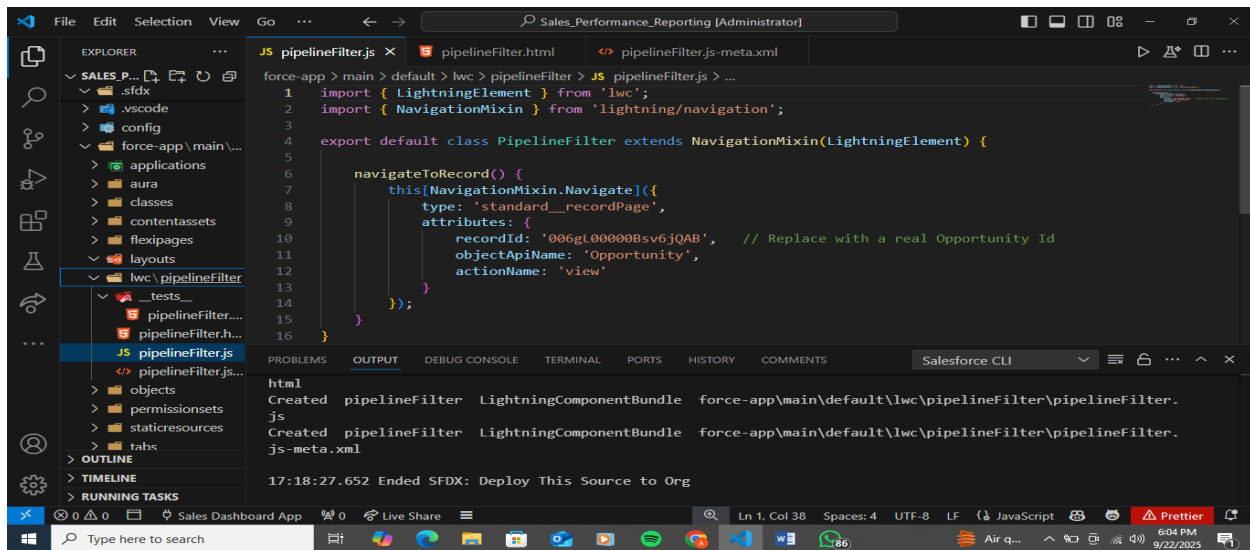 File Edit Selection View Go ··· Sales_Performance_Reporting [Administrator]
EXPLORER ···
SALES_P...
.sfdx
.vscode
config
force-app\main\...
applications
aura
classes
contentassets
flexipages
layouts
lwc\pipelineFilter
__tests__
pipelineFilter....
pipelineFilter.h...
JS pipelineFilter.js
pipelineFilter.js...
objects
permissionsets
staticresources
tabs
OUTLINE
TIMELINE
RUNNING TASKS
JS pipelineFilter.js pipelineFilter.html pipelineFilter.js-meta.xml
force-app > main > default > lwc > pipelineFilter > JS pipelineFilter.js > ...
1 import { LightningElement } from 'lwc';
2 import { NavigationMixin } from 'lightning/navigation';
3
4 export default class PipelineFilter extends NavigationMixin(LightningElement) {
5
6 navigateToRecord() {
7 this[NavigationMixin.Navigate]({
8 type: 'standard__recordPage',
9 attributes: {
10 recordId: '006gL00000Bsv6jQAB', // Replace with a real Opportunity Id
11 objectApiName: 'Opportunity',
12 actionName: 'view'
13 }
14 });
15 }
16 }
PROBLEMS OUTPUT DEBUG CONSOLE TERMINAL PORTS HISTORY COMMENTS Salesforce CLI
html
Created pipelineFilter LightningComponentBundle force-app\main\default\lwc\pipelineFilter\pipelineFilter.
js
Created pipelineFilter LightningComponentBundle force-app\main\default\lwc\pipelineFilter\pipelineFilter.
js-meta.xml
17:18:27.652 Ended SFDX: Deploy This Source to Org
0 0 Sales Dashboard App 0 Live Share Ln 1, Col 38 Spaces: 4 UTF-8 LF JavaScript Prettier
Type here to search 86 Air q... 6:04 PM
9/22/2025 1